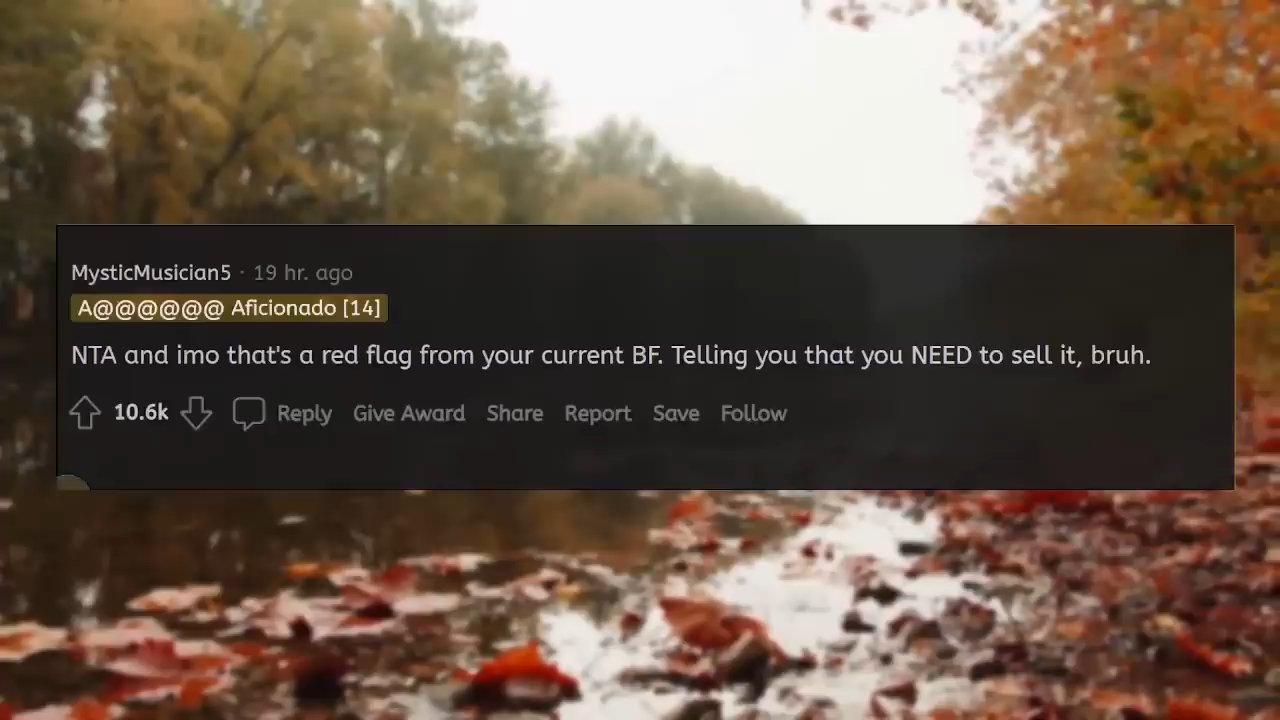 MysticMusician5 · 19 hr. ago
A@@@@@@ Aficionado [14]
NTA and imo that's a red flag from your current BF. Telling you that you NEED to sell it, bruh.
10.6k Reply Give Award Share Report Save Follow